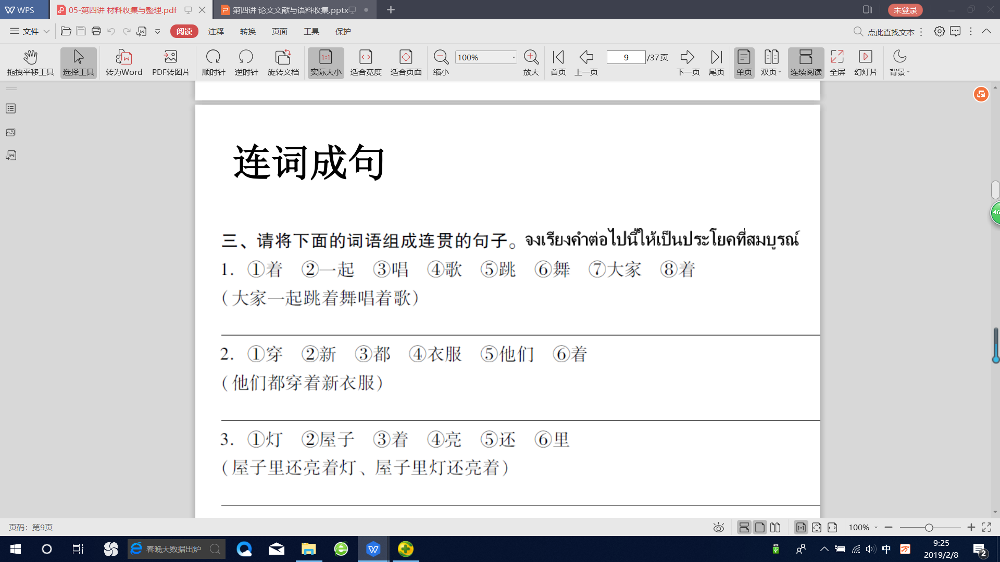 WPS 05-第四讲 材料收集与整理.pdf 第四讲 论文文献与语料收集.pptx 未登录
文件 阅读 注释 转换 页面 工具 保护 点此查找文本
1:1 100% 9 /37页
拖拽平移工具 选择工具 转为Word PDF转图片 顺时针 逆时针 旋转文档 实际大小 适合宽度 适合页面 缩小 放大 首页 上一页 下一页 尾页 单页 双页 连续阅读 全屏 幻灯片 背景
连词成句
三、请将下面的词语组成连贯的句子。จงเรียงคำต่อไปนี้ให้เป็นประโยคที่สมบูรณ์
1. ①着 ②一起 ③唱 ④歌 ⑤跳 ⑥舞 ⑦大家 ⑧着
（大家一起跳着舞唱着歌）
46
2. ①穿 ②新 ③都 ④衣服 ⑤他们 ⑥着
（他们都穿着新衣服）
3. ①灯 ②屋子 ③着 ④亮 ⑤还 ⑥里
（屋子里还亮着灯、屋子里灯还亮着）
页码: 第9页 1:1 100%
春晚大数据出炉 中 9:25
2019/2/8 2